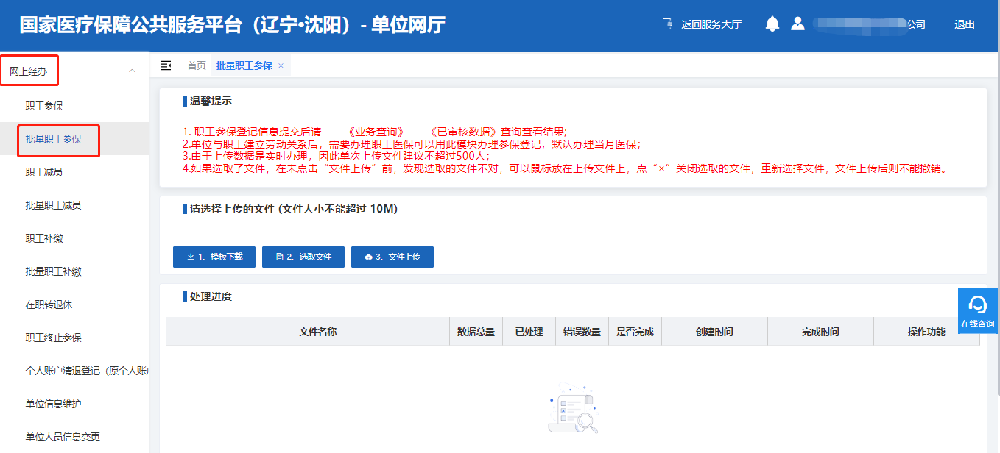 国家医疗保障公共服务平台（辽宁•沈阳）- 单位网厅
返回服务大厅
公司
退出
网上经办
首页
批量职工参保 ×
职工参保
批量职工参保
职工减员
批量职工减员
职工补缴
批量职工补缴
在职转退休
职工终止参保
个人账户清退登记（原个人账
单位信息维护
单位人员信息变更
温馨提示
1. 职工参保登记信息提交后请-----《业务查询》----《已审核数据》查询查看结果;
2.单位与职工建立劳动关系后，需要办理职工医保可以用此模块办理参保登记，默认办理当月医保；
3.由于上传数据是实时办理，因此单次上传文件建议不超过500人；
4.如果选取了文件，在未点击“文件上传”前，发现选取的文件不对，可以鼠标放在上传文件上，点“×”关闭选取的文件，重新选择文件，文件上传后则不能撤销。
请选择上传的文件 (文件大小不能超过 10M)
1、模板下载
2、选取文件
3、文件上传
处理进度
文件名称
数据总量
已处理
错误数量
是否完成
创建时间
完成时间
操作功能
在线咨询